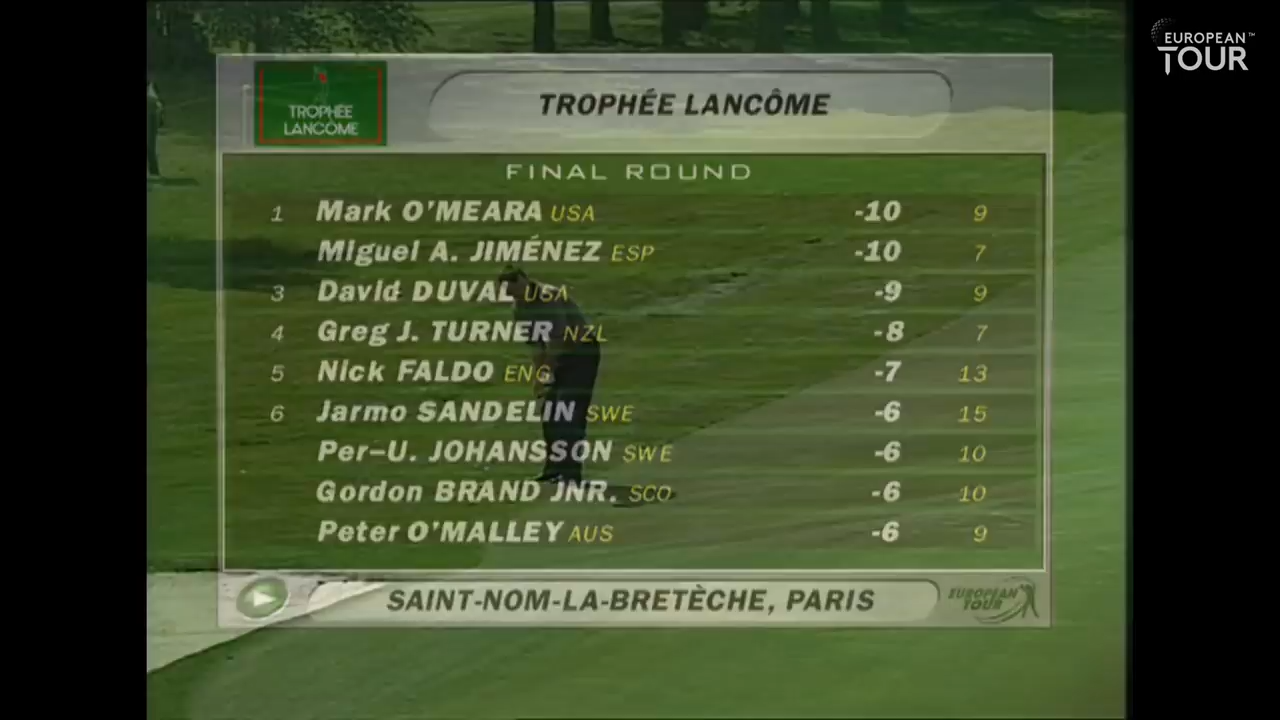 EUROPEAN™
TOUR
TROPHÉE
LANCÔME
TROPHÉE LANCÔME
FINAL ROUND
1 Mark O'MEARA USA -10 9
Miguel A. JIMÉNEZ ESP -10 7
3 David DUVAL USA -9 9
4 Greg J. TURNER NZL -8 7
5 Nick FALDO ENG -7 13
6 Jarmo SANDELIN SWE -6 15
Per-U. JOHANSSON SWE -6 10
Gordon BRAND JNR. SCO -6 10
Peter O'MALLEY AUS -6 9
SAINT-NOM-LA-BRETÈCHE, PARIS
EUROPEAN
TOUR